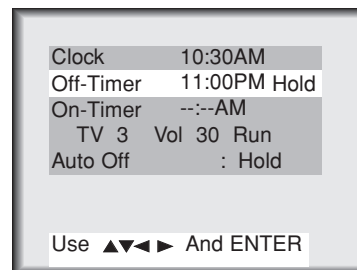 Clock 10:30AM
Off-Timer 11:00PM Hold
On-Timer --:--AM
TV 3 Vol 30 Run
Auto Off : Hold
Use ▲▼◄ ► And ENTER